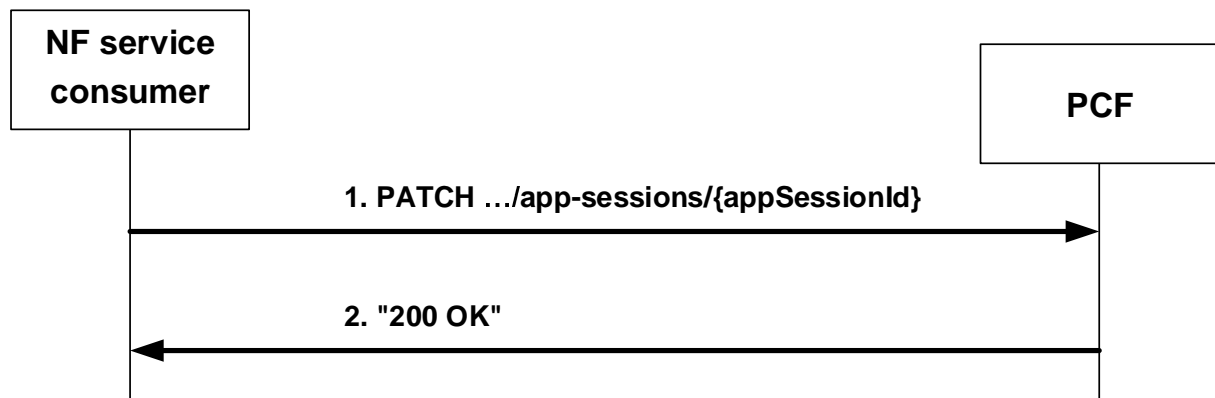 NF service
consumer
PCF
1. PATCH …/app-sessions/{appSessionId}
2. "200 OK"